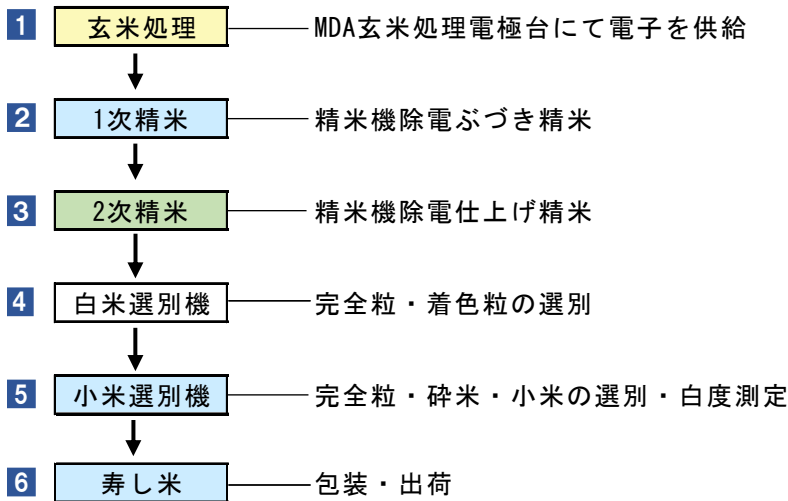 1 玄米処理 MDA玄米処理電極台にて電子を供給
2 1次精米 精米機除電ぶづき精米
3 2次精米 精米機除電仕上げ精米
4 白米選別機 完全粒・着色粒の選別
5 小米選別機 完全粒・砕米・小米の選別・白度測定
6 寿し米 包装・出荷